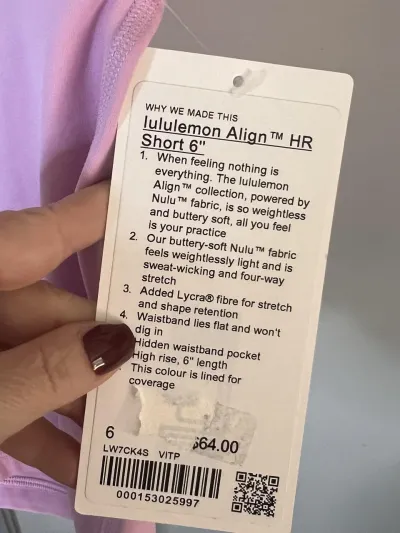 WHY WE MADE THIS
lululemon Align™ HR
Short 6"
1. When feeling nothing is
everything. The lululemon
Align™ collection, powered by
Nulu™ fabric, is so weightless
and buttery soft, all you feel
is your practice
2. Our buttery-soft Nulu™ fabric
feels weightlessly light and is
sweat-wicking and four-way
stretch
3. Added Lycra® fibre for stretch
and shape retention
4. Waistband lies flat and won't
dig in
Hidden waistband pocket
High rise, 6" length
This colour is lined for
coverage
6 $64.00
LW7CK4S VITP
000153025997